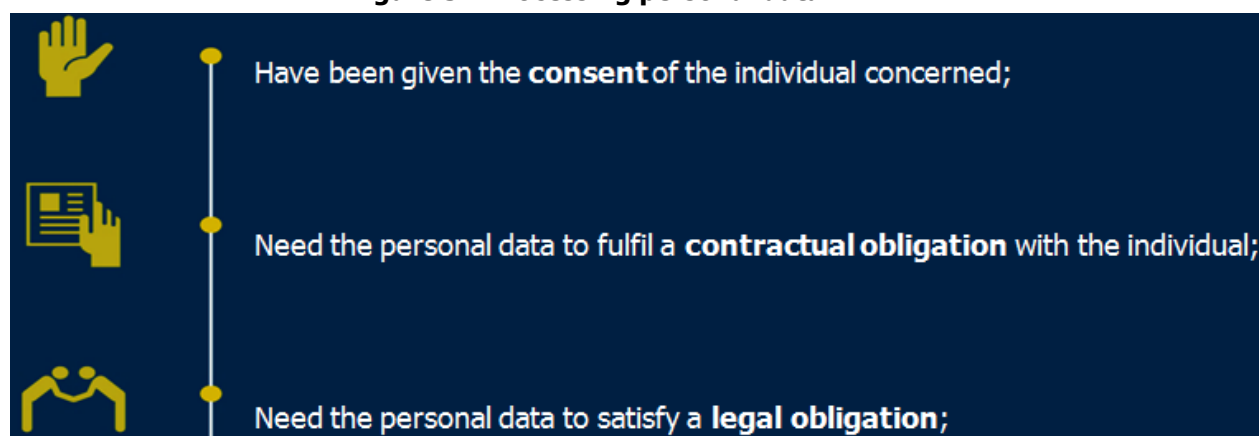 Have been given the consent of the individual concerned;
Need the personal data to fulfil a contractual obligation with the individual;
Need the personal data to satisfy a legal obligation;